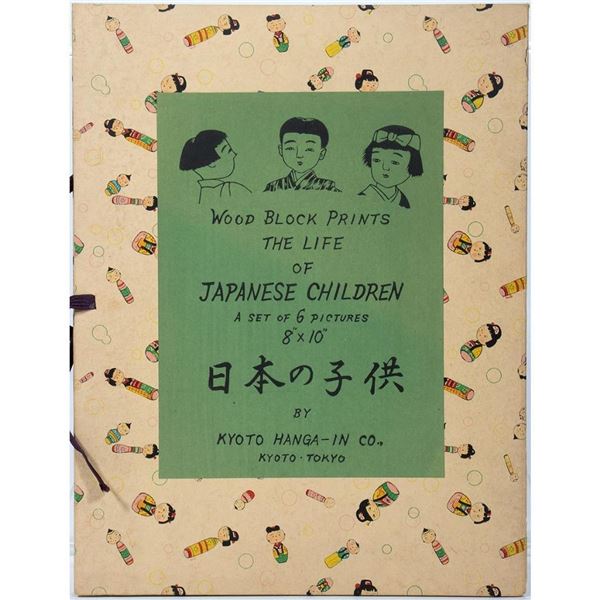 WOOD BLOCK PRINTS
THE LIFE
OF
JAPANESE CHILDREN
A SET OF 6 PICTURES
8"x10"
日本の子供
BY
KYOTO HANGA-IN CO.,
KYOTO・TOKYO